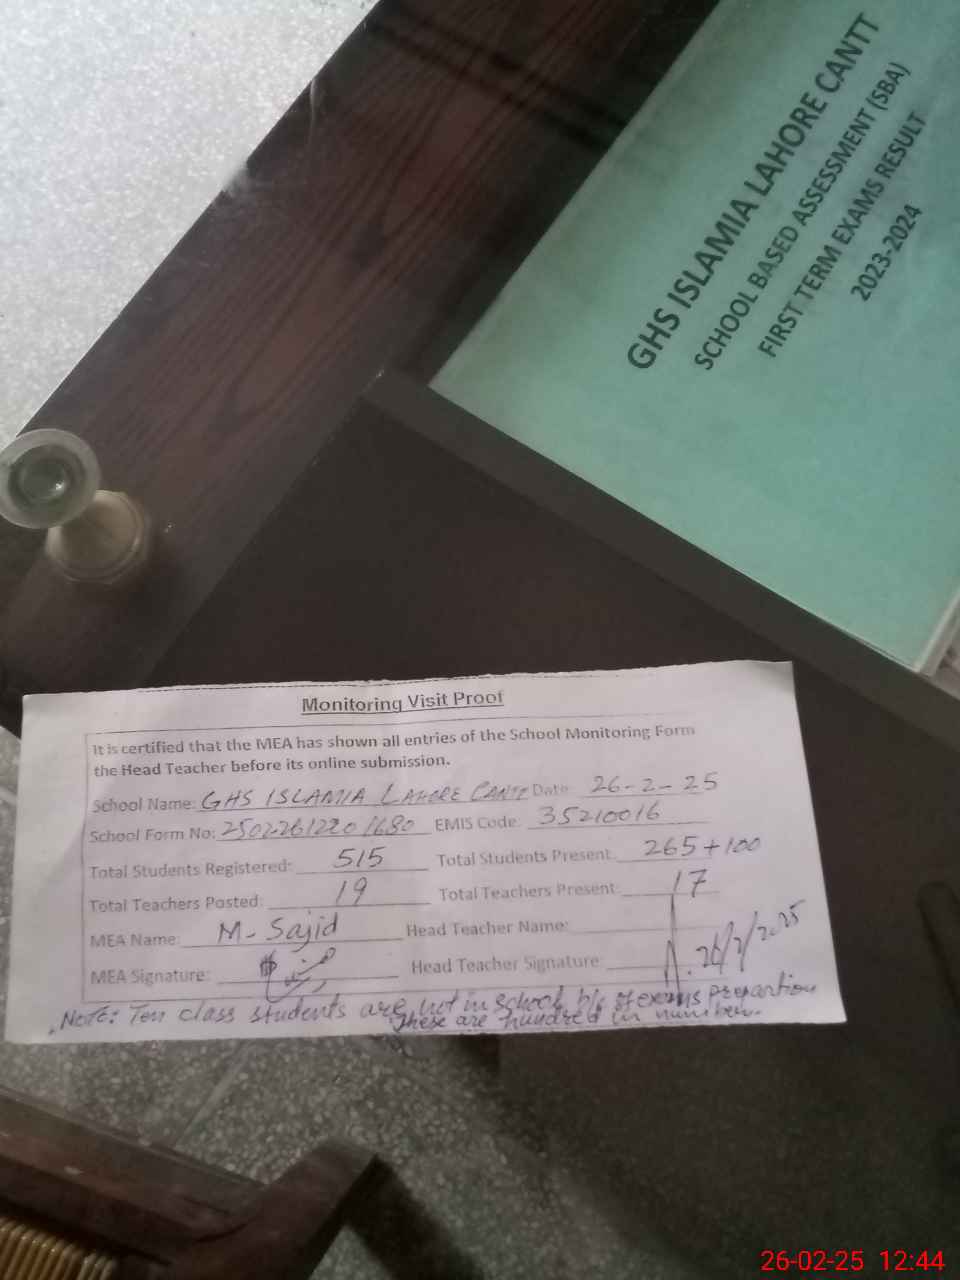 GHS ISLAMIA LAHORE CANTT
SCHOOL BASED ASSESSMENT (SBA)
FIRST TERM EXAMS RESULT
2023-2024
Monitoring Visit Proof
It is certified that the MEA has shown all entries of the School Monitoring Form
the Head Teacher before its online submission.
School Name: GHS ISLAMIA LAHORE CANTT Date: 26-2-25
School Form No: EMIS Code: 35210016
Total Students Registered: 515 Total Students Present: 265+100
Total Teachers Posted: 19 Total Teachers Present: 17
MEA Name: M-Sajid Head Teacher Name:
MEA Signature: Head Teacher Signature: 26/2/2025
Note: Ten class students are not in school b/c of exams prepartion
These are hundred in number.
26-02-25 12:44